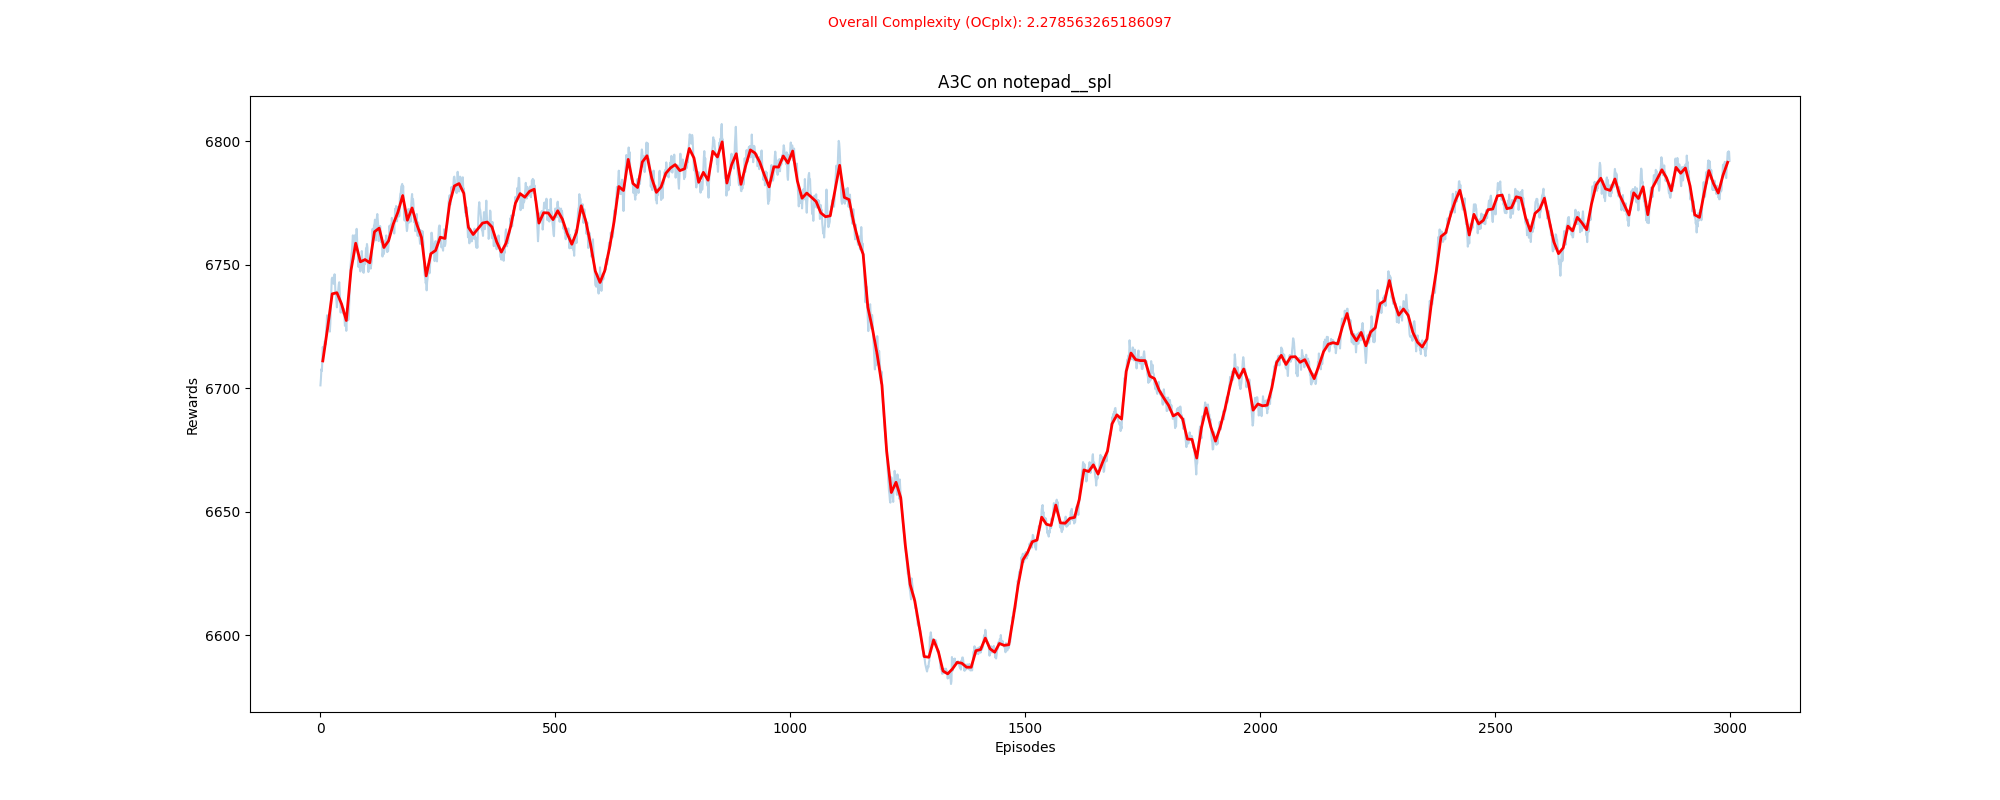 Overall Complexity (OCplx): 2.278563265186097
A3C on notepad__spl
6800
6750
6700
6650
6600
Rewards
0 500 1000 1500 2000 2500 3000
Episodes